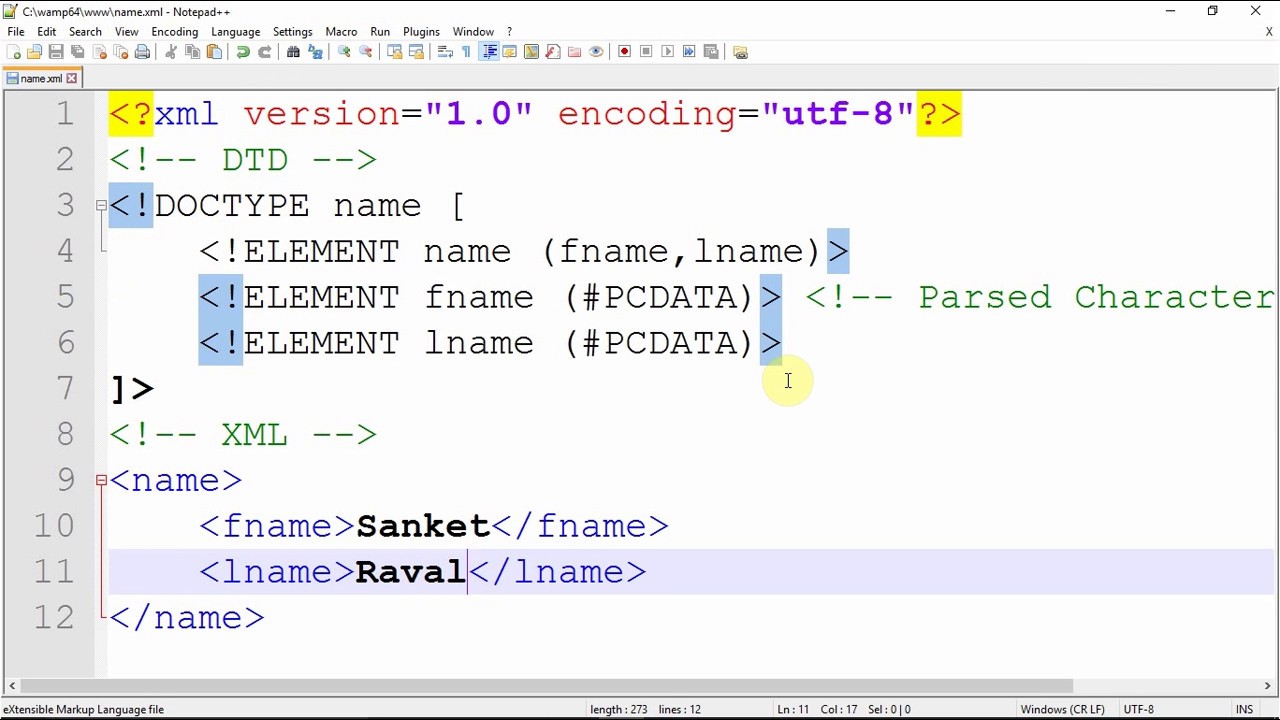 C:\wamp64\www\name.xml - Notepad++
File Edit Search View Encoding Language Settings Macro Run Plugins Window ? X
name.xml
1 <?xml version="1.0" encoding="utf-8"?>
2 <!-- DTD -->
3 <!DOCTYPE name [
4 <!ELEMENT name (fname,lname)>
5 <!ELEMENT fname (#PCDATA)> <!-- Parsed Character
6 <!ELEMENT lname (#PCDATA)>
7 ]>
8 <!-- XML -->
9 <name>
10 <fname>Sanket</fname>
11 <lname>Raval</lname>
12 </name>
eXtensible Markup Language file length : 273 lines : 12 Ln : 11 Col : 17 Sel : 0 | 0 Windows (CR LF) UTF-8 INS